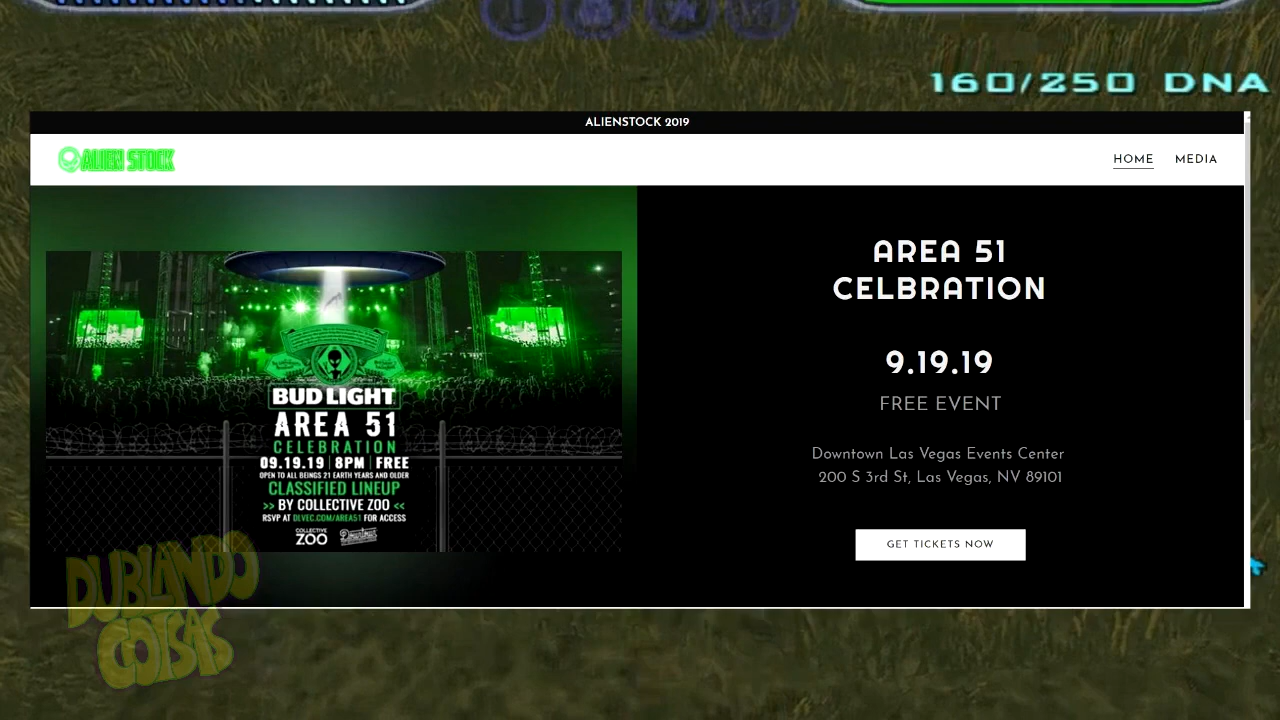 160/250 DNA
ALIENSTOCK 2019
ALIEN STOCK
HOME MEDIA
BUD LIGHT
AREA 51
CELEBRATION
09.19.19 | 8PM | FREE
OPEN TO ALL BEINGS 21 EARTH YEARS AND OLDER
CLASSIFIED LINEUP
>> BY COLLECTIVE ZOO <<
RSVP AT DLVEC.COM/AREA51 FOR ACCESS
COLLECTIVE
ZOO
AREA 51
CELBRATION
9.19.19
FREE EVENT
Downtown Las Vegas Events Center
200 S 3rd St, Las Vegas, NV 89101
GET TICKETS NOW
DUBLANDO
COISAS